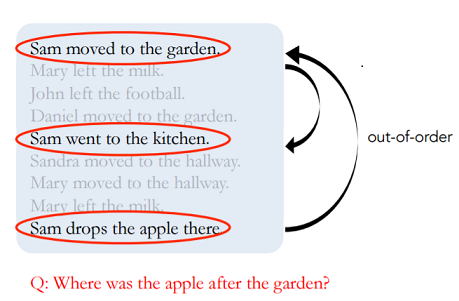 Sam moved to the garden.
Mary left the milk.
John left the football.
Daniel moved to the garden.
Sam went to the kitchen.
Sandra moved to the hallway.
Mary moved to the hallway.
Mary left the milk.
Sam drops the apple there
out-of-order
Q: Where was the apple after the garden?